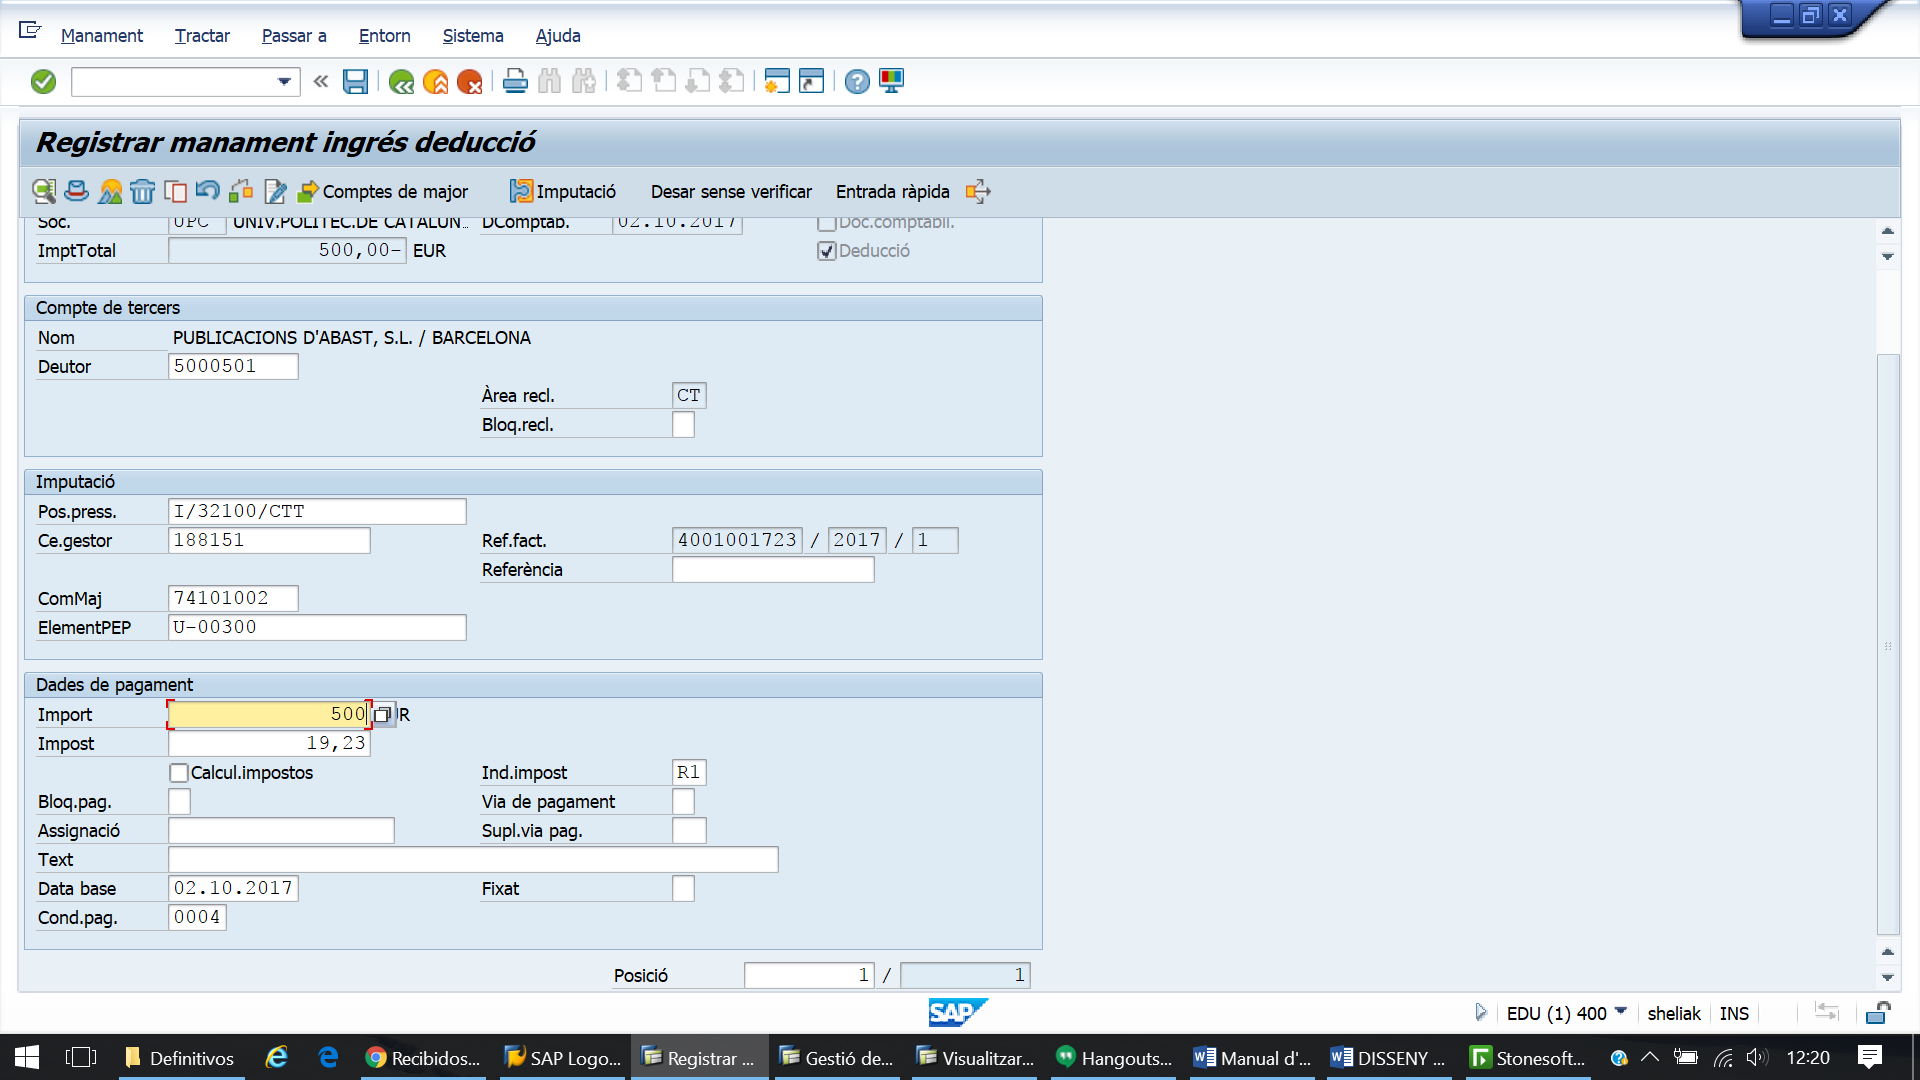 Manament Tractar Passar a Entorn Sistema Ajuda
Registrar manament ingrés deducció
Comptes de major Imputació Desar sense verificar Entrada ràpida
Soc. UPC UNIV.POLITEC.DE CATALUN… DComptab. 02.10.2017 Doc.comptabil.
ImptTotal 500,00- EUR Deducció
Compte de tercers
Nom PUBLICACIONS D'ABAST, S.L. / BARCELONA
Deutor 5000501
Àrea recl. CT
Bloq.recl.
Imputació
Pos.press. I/32100/CTT
Ce.gestor 188151 Ref.fact. 4001001723 / 2017 / 1
Referència
ComMaj 74101002
ElementPEP U-00300
Dades de pagament
Import 500 R
Impost 19,23
Calcul.impostos Ind.impost R1
Bloq.pag. Via de pagament
Assignació Supl.via pag.
Text
Data base 02.10.2017 Fixat
Cond.pag. 0004
Posició 1 / 1
SAP
EDU (1) 400 sheliak INS
Definitivos Recibidos... SAP Logo... Registrar ... Gestió de... Visualitzar... Hangouts... Manual d'... DISSENY ... Stonesoft... 12:20